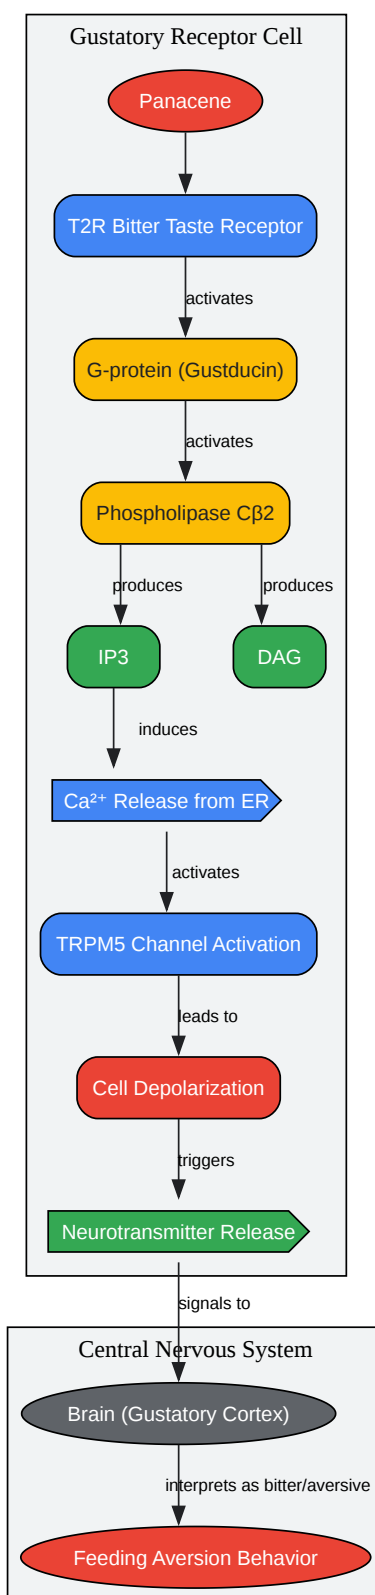 Gustatory Receptor Cell
Panacene
T2R Bitter Taste Receptor
activates
G-protein (Gustducin)
activates
Phospholipase Cβ2
produces
produces
IP3
DAG
induces
Ca²⁺ Release from ER
activates
TRPM5 Channel Activation
leads to
Cell Depolarization
triggers
Neurotransmitter Release
signals to
Central Nervous System
Brain (Gustatory Cortex)
interprets as bitter/aversive
Feeding Aversion Behavior